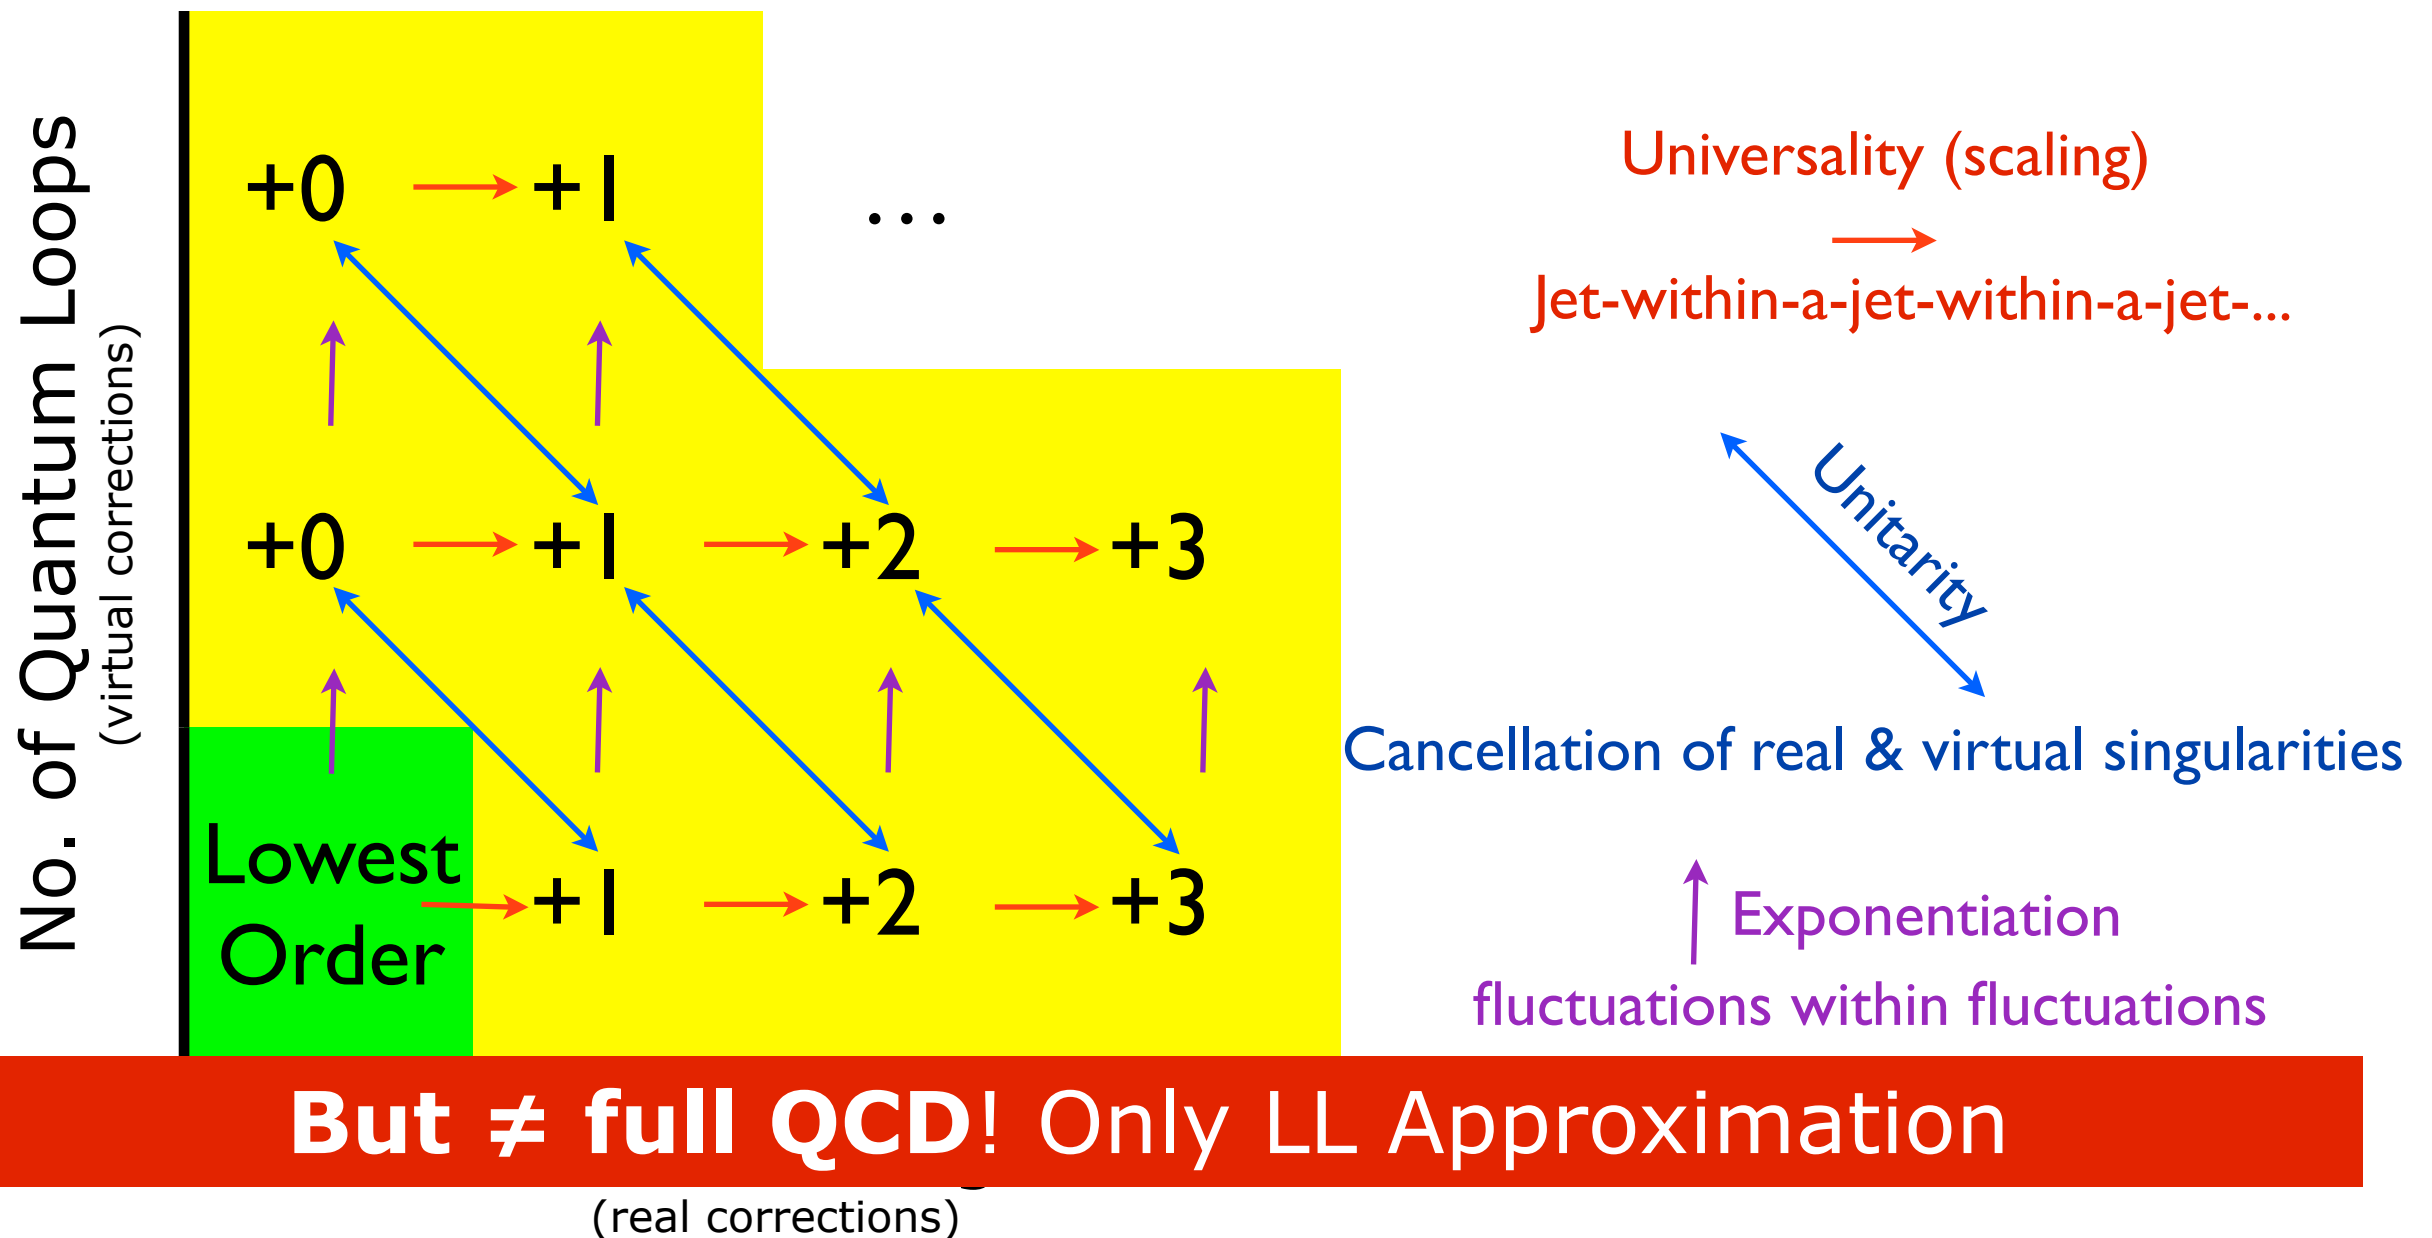 No. of Quantum Loops
(virtual corrections)
+0 +1 ...
+0 +1 +2 +3
Lowest
Order
+1 +2 +3
Universality (scaling)
Jet-within-a-jet-within-a-jet-...
Unitarity
Cancellation of real & virtual singularities
Exponentiation
fluctuations within fluctuations
But ≠ full QCD! Only LL Approximation
(real corrections)